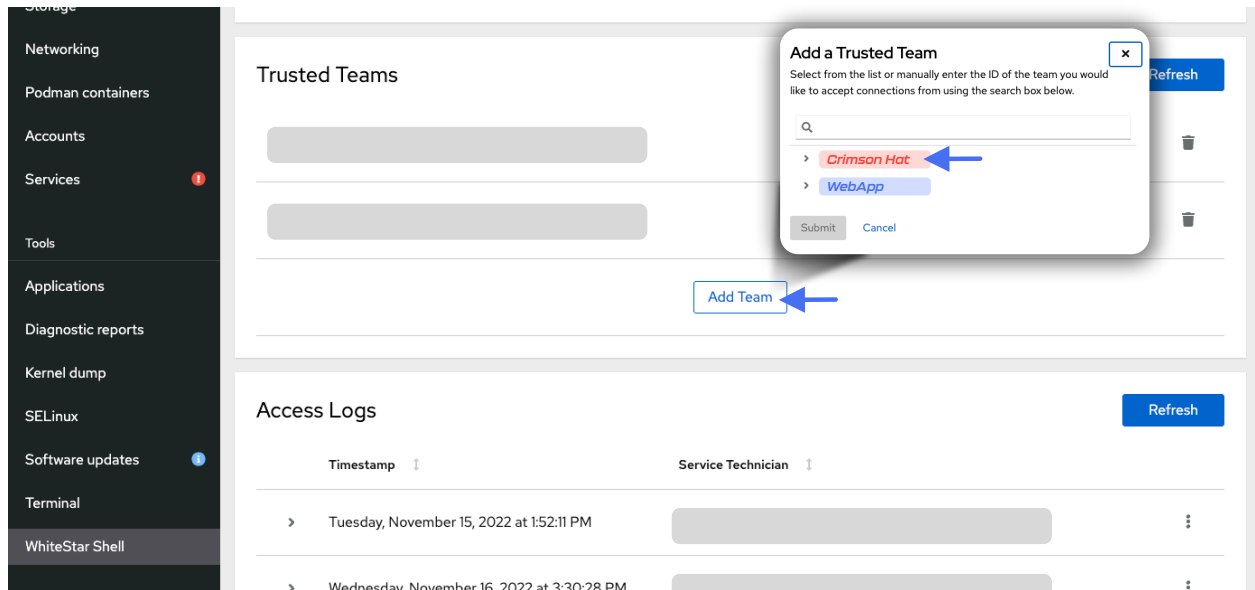 Storage
Networking
Podman containers
Accounts
Services
Tools
Applications
Diagnostic reports
Kernel dump
SELinux
Software updates
Terminal
WhiteStar Shell
Trusted Teams
Refresh
Add a Trusted Team
Select from the list or manually enter the ID of the team you would
like to accept connections from using the search box below.
Crimson Hat
WebApp
Submit Cancel
Add Team
Access Logs
Refresh
Timestamp Service Technician
Tuesday, November 15, 2022 at 1:52:11 PM
Wednesday, November 16, 2022 at 3:30:28 PM